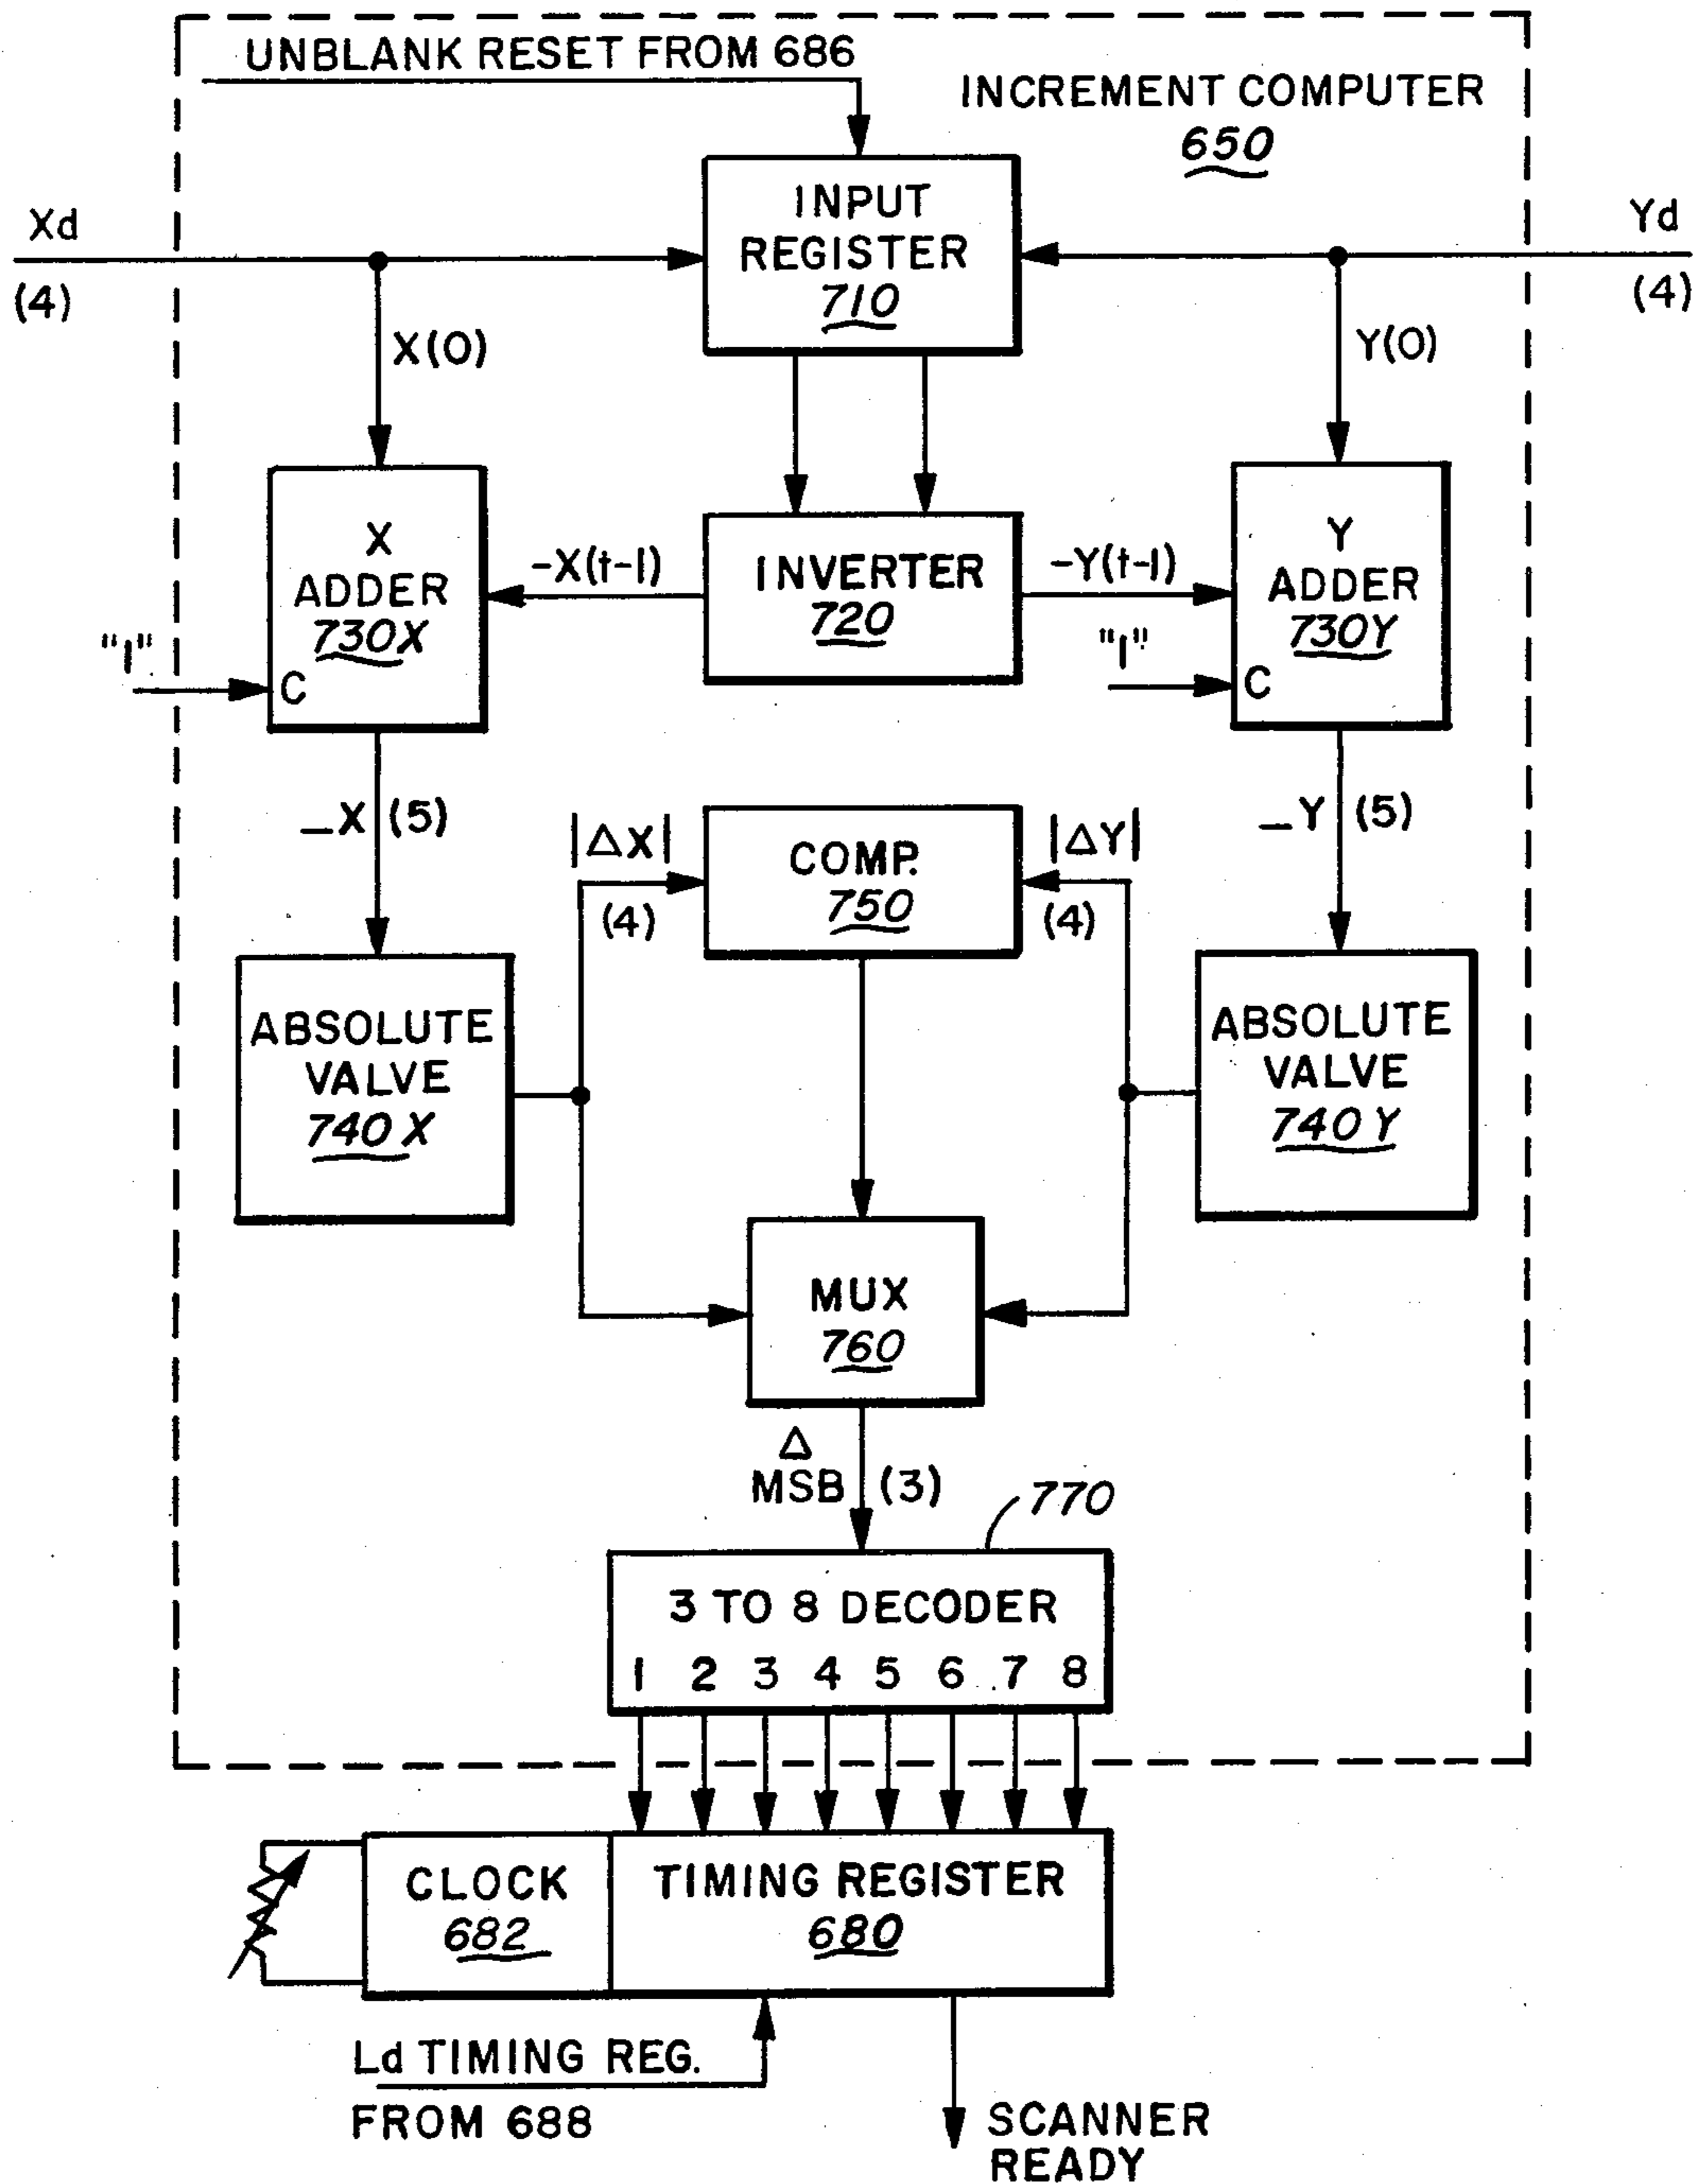 UNBLANK RESET FROM 686
INCREMENT COMPUTER
650
Xd
(4)
INPUT
REGISTER
710
Yd
(4)
X(0)
Y(0)
X
ADDER
730X
C
"1"
-X(t-1)
INVERTER
720
-Y(t-1)
"1"
Y
ADDER
730Y
C
_X (5)
|ΔX|
(4)
COMP.
750
|ΔY|
(4)
_Y (5)
ABSOLUTE
VALVE
740X
ABSOLUTE
VALVE
740Y
MUX
760
Δ
MSB (3)
770
3 TO 8 DECODER
1 2 3 4 5 6 7 8
CLOCK
682
TIMING REGISTER
680
Ld TIMING REG.
FROM 688
SCANNER
READY